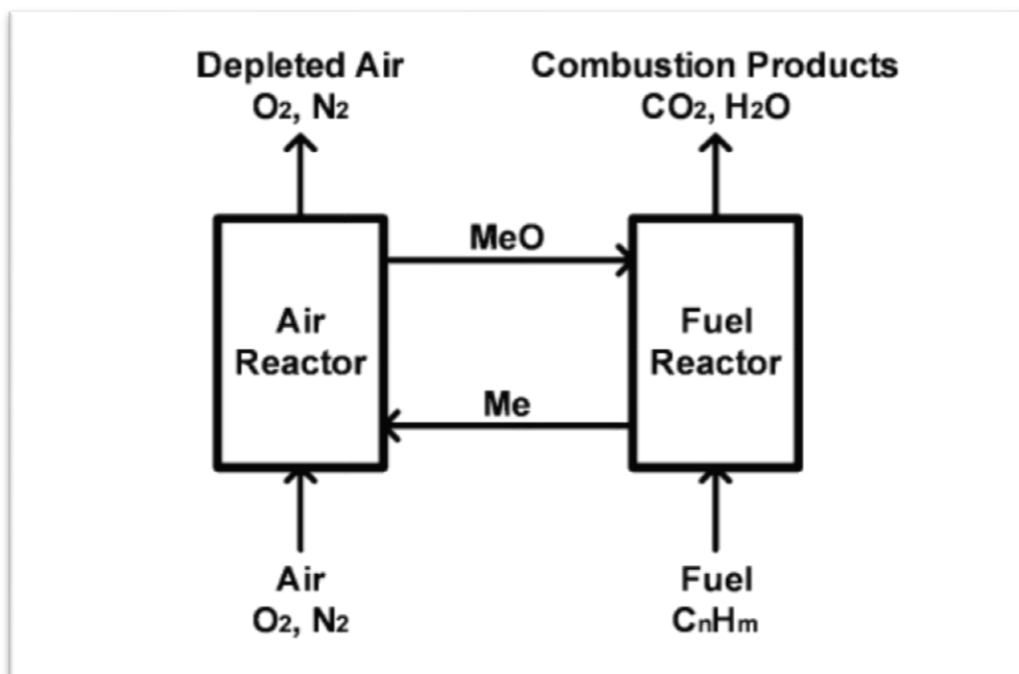 Depleted Air
O2, N2
Combustion Products
CO2, H2O
MeO
Air
Reactor
Fuel
Reactor
Me
Air
O2, N2
Fuel
CnHm